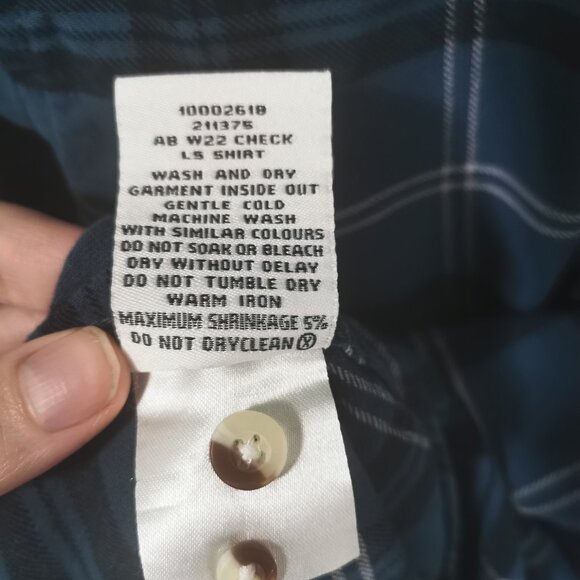 10002618
211375
AB W22 CHECK
LS SHIRT
WASH AND DRY
GARMENT INSIDE OUT
GENTLE COLD
MACHINE WASH
WITH SIMILAR COLOURS
DO NOT SOAK OR BLEACH
DRY WITHOUT DELAY
DO NOT TUMBLE DRY
WARM IRON
MAXIMUM SHRINKAGE 5%
DO NOT DRYCLEAN Ⓧ